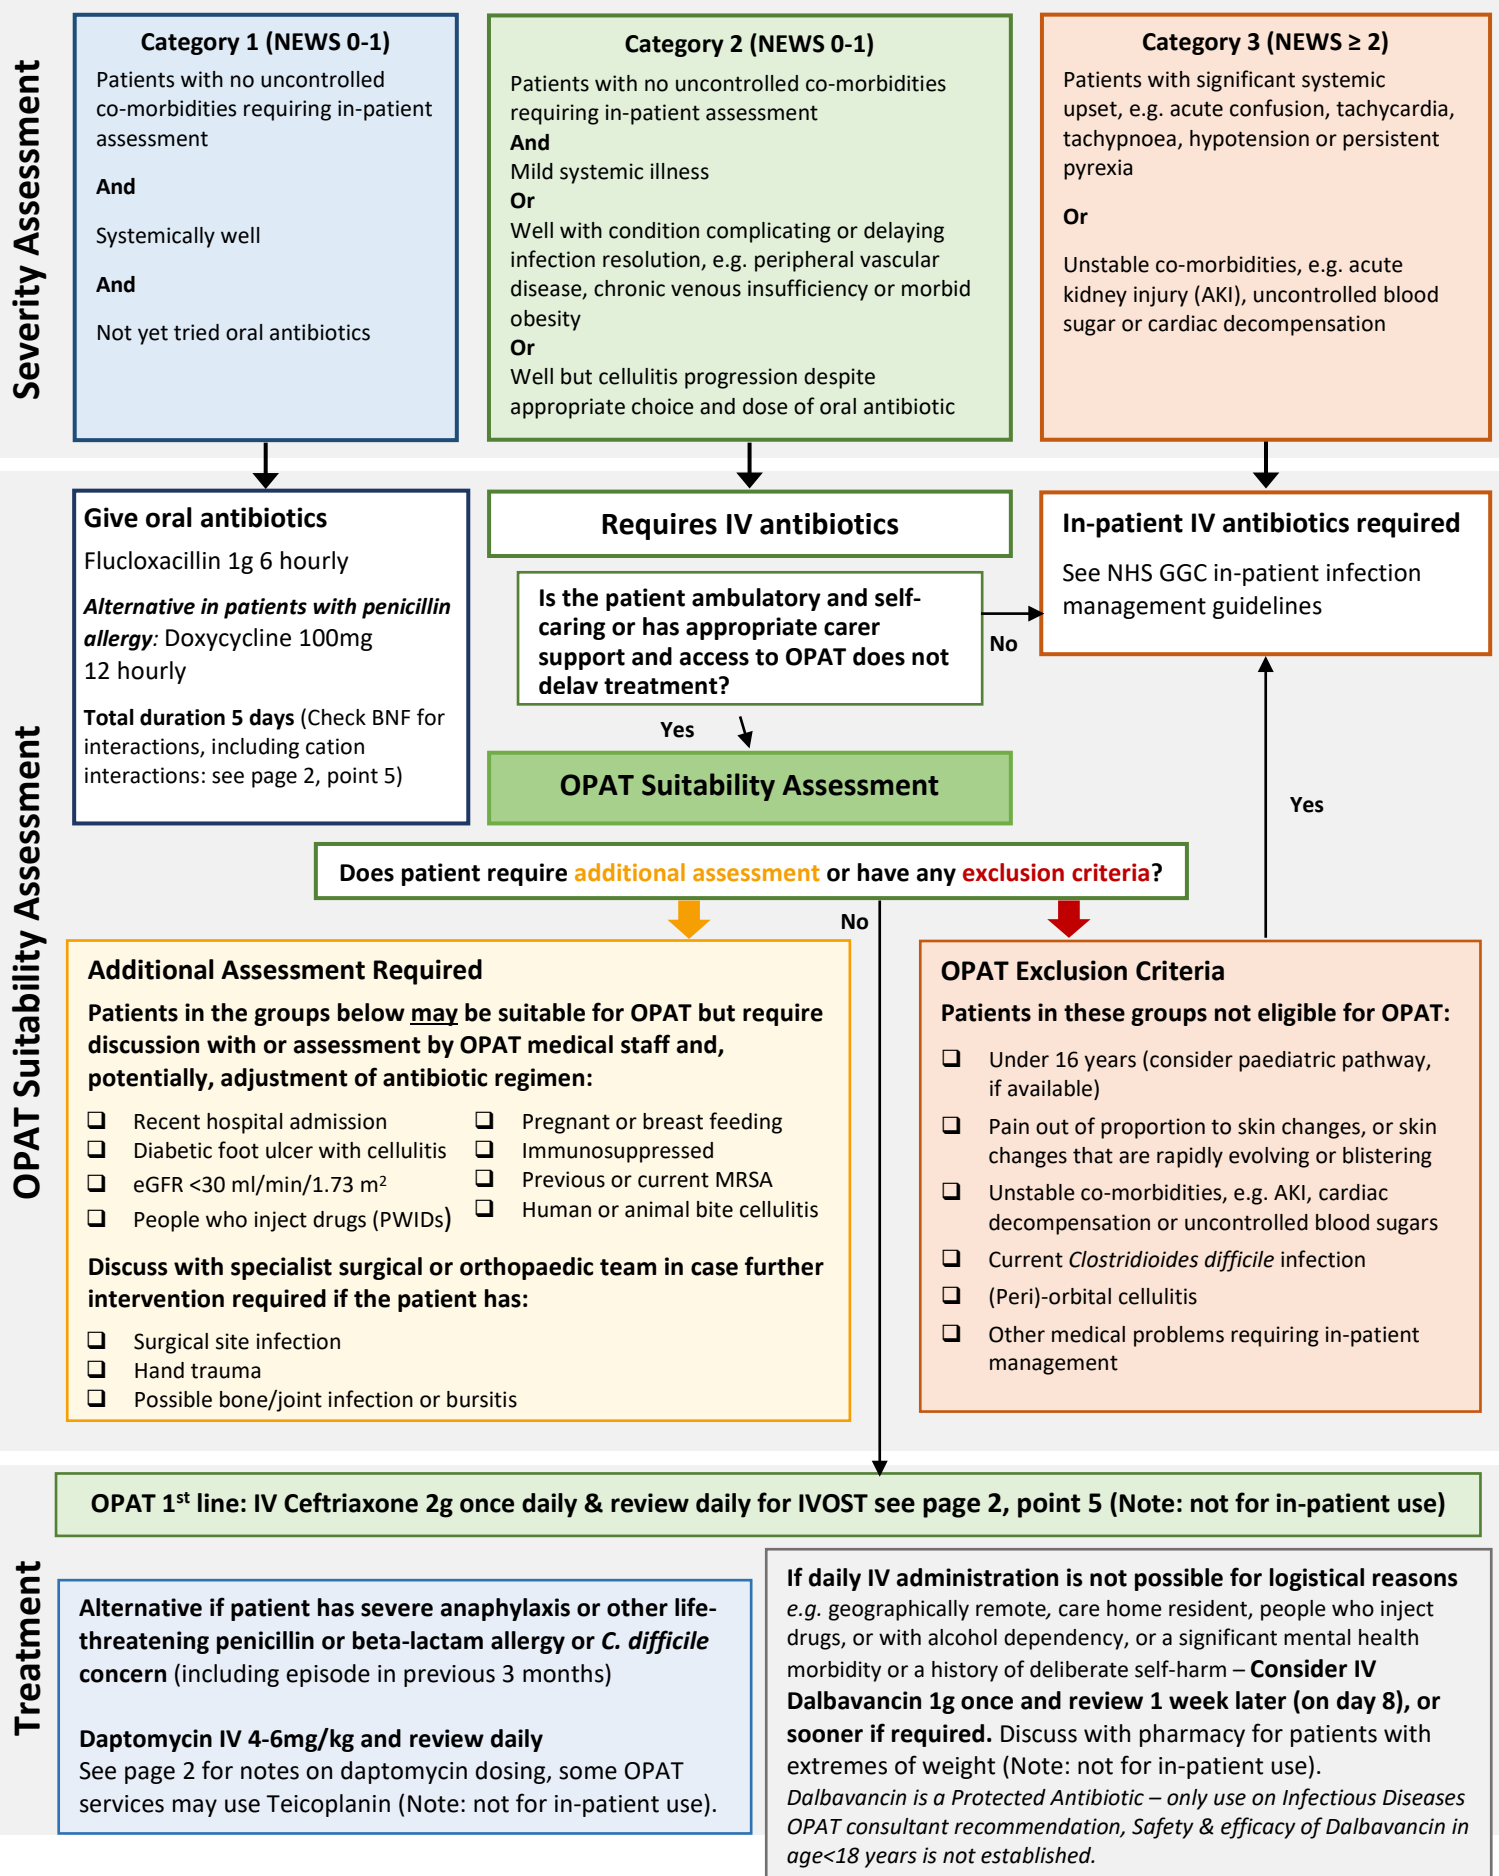 Severity Assessment
Category 1 (NEWS 0-1)
Patients with no uncontrolled
co-morbidities requiring in-patient
assessment
And
Systemically well
And
Not yet tried oral antibiotics
Category 2 (NEWS 0-1)
Patients with no uncontrolled co-morbidities
requiring in-patient assessment
And
Mild systemic illness
Or
Well with condition complicating or delaying
infection resolution, e.g. peripheral vascular
disease, chronic venous insufficiency or morbid
obesity
Or
Well but cellulitis progression despite
appropriate choice and dose of oral antibiotic
Category 3 (NEWS ≥ 2)
Patients with significant systemic
upset, e.g. acute confusion, tachycardia,
tachypnoea, hypotension or persistent
pyrexia
Or
Unstable co-morbidities, e.g. acute
kidney injury (AKI), uncontrolled blood
sugar or cardiac decompensation
OPAT Suitability Assessment
Give oral antibiotics
Flucloxacillin 1g 6 hourly
Alternative in patients with penicillin
allergy: Doxycycline 100mg
12 hourly
Total duration 5 days (Check BNF for
interactions, including cation
interactions: see page 2, point 5)
Requires IV antibiotics
Is the patient ambulatory and self-
caring or has appropriate carer
support and access to OPAT does not
delay treatment?
No
Yes
In-patient IV antibiotics required
See NHS GGC in-patient infection
management guidelines
OPAT Suitability Assessment
Yes
Does patient require additional assessment or have any exclusion criteria?
No
Additional Assessment Required
Patients in the groups below may be suitable for OPAT but require
discussion with or assessment by OPAT medical staff and,
potentially, adjustment of antibiotic regimen:
❑ Recent hospital admission
❑ Diabetic foot ulcer with cellulitis
❑ eGFR <30 ml/min/1.73 m²
❑ People who inject drugs (PWIDs)
❑ Pregnant or breast feeding
❑ Immunosuppressed
❑ Previous or current MRSA
❑ Human or animal bite cellulitis
Discuss with specialist surgical or orthopaedic team in case further
intervention required if the patient has:
❑ Surgical site infection
❑ Hand trauma
❑ Possible bone/joint infection or bursitis
OPAT Exclusion Criteria
Patients in these groups not eligible for OPAT:
❑ Under 16 years (consider paediatric pathway,
if available)
❑ Pain out of proportion to skin changes, or skin
changes that are rapidly evolving or blistering
❑ Unstable co-morbidities, e.g. AKI, cardiac
decompensation or uncontrolled blood sugars
❑ Current Clostridioides difficile infection
❑ (Peri)-orbital cellulitis
❑ Other medical problems requiring in-patient
management
Treatment
OPAT 1st line: IV Ceftriaxone 2g once daily & review daily for IVOST see page 2, point 5 (Note: not for in-patient use)
Alternative if patient has severe anaphylaxis or other life-
threatening penicillin or beta-lactam allergy or C. difficile
concern (including episode in previous 3 months)
Daptomycin IV 4-6mg/kg and review daily
See page 2 for notes on daptomycin dosing, some OPAT
services may use Teicoplanin (Note: not for in-patient use).
If daily IV administration is not possible for logistical reasons
e.g. geographically remote, care home resident, people who inject
drugs, or with alcohol dependency, or a significant mental health
morbidity or a history of deliberate self-harm – Consider IV
Dalbavancin 1g once and review 1 week later (on day 8), or
sooner if required. Discuss with pharmacy for patients with
extremes of weight (Note: not for in-patient use).
Dalbavancin is a Protected Antibiotic – only use on Infectious Diseases
OPAT consultant recommendation, Safety & efficacy of Dalbavancin in
age<18 years is not established.